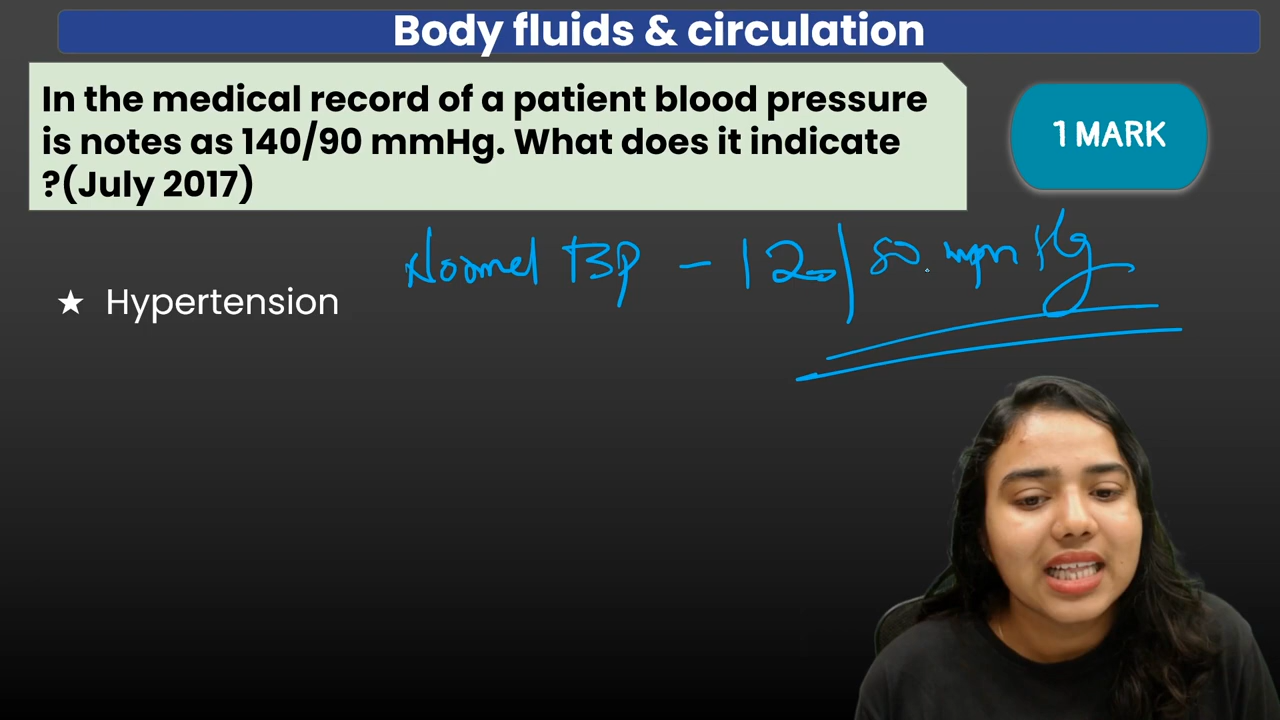 Body fluids & circulation
In the medical record of a patient blood pressure
is notes as 140/90 mmHg. What does it indicate
?(July 2017)
1 MARK
Normal BP - 120/80 mm Hg
★ Hypertension